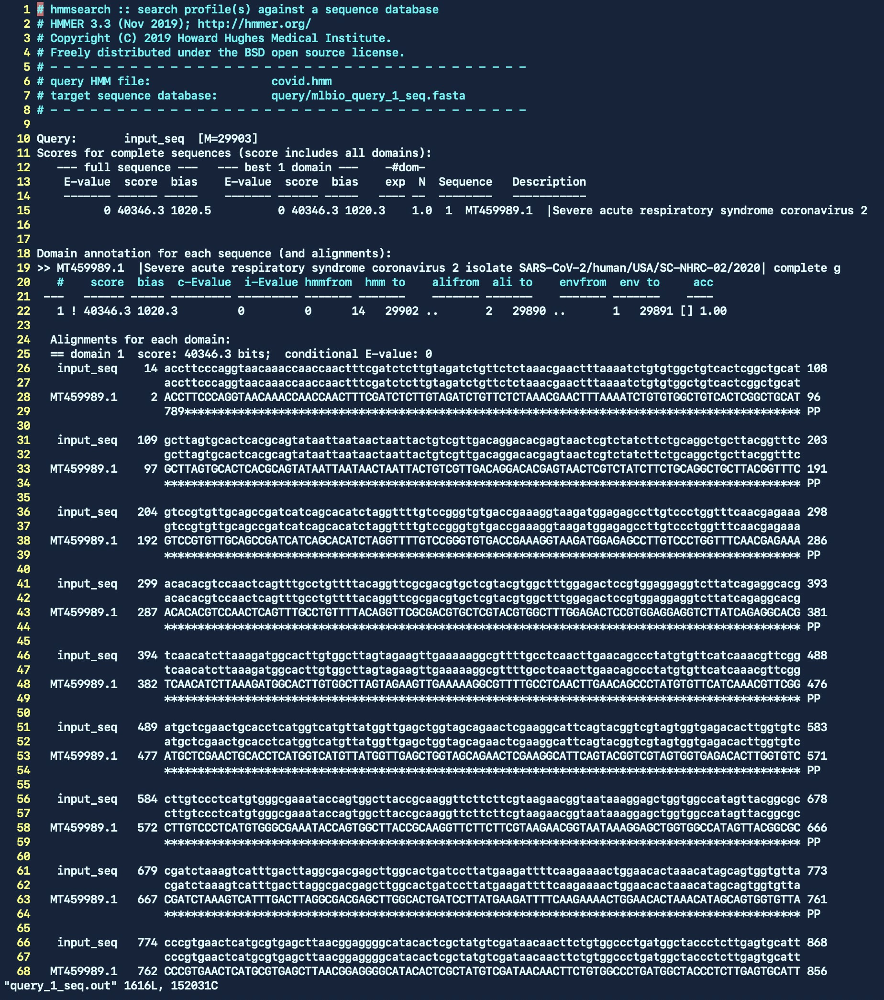 1 # hmmsearch :: search profile(s) against a sequence database
2 # HMMER 3.3 (Nov 2019); http://hmmer.org/
3 # Copyright (C) 2019 Howard Hughes Medical Institute.
4 # Freely distributed under the BSD open source license.
5 # - - - - - - - - - - - - - - - - - - - - - - - - - - - - - - - - - - - -
6 # query HMM file:                  covid.hmm
7 # target sequence database:        query/mlbio_query_1_seq.fasta
8 # - - - - - - - - - - - - - - - - - - - - - - - - - - - - - - - - - - - -
9
10 Query:       input_seq  [M=29903]
11 Scores for complete sequences (score includes all domains):
12    --- full sequence ---   --- best 1 domain ---    -#dom-
13     E-value  score  bias    E-value  score  bias    exp  N  Sequence   Description
14     ------- ------ -----    ------- ------ -----   ---- --  --------   -----------
15           0 40346.3 1020.5          0 40346.3 1020.3    1.0  1  MT459989.1  |Severe acute respiratory syndrome coronavirus 2
16
17
18 Domain annotation for each sequence (and alignments):
19 >> MT459989.1  |Severe acute respiratory syndrome coronavirus 2 isolate SARS-CoV-2/human/USA/SC-NHRC-02/2020| complete g
20    #    score  bias  c-Evalue  i-Evalue hmmfrom  hmm to    alifrom  ali to    envfrom  env to     acc
21  ---   ------ ----- --------- --------- ------- -------    ------- -------    ------- -------    ----
22    1 ! 40346.3 1020.3         0         0      14   29902 ..       2   29890 ..       1   29891 [] 1.00
23
24   Alignments for each domain:
25   == domain 1  score: 40346.3 bits;  conditional E-value: 0
26    input_seq    14 accttcccaggtaacaaaccaaccaactttcgatctcttgtagatctgttctctaaacgaactttaaaatctgtgtggctgtcactcggctgcat 108
27                    accttcccaggtaacaaaccaaccaactttcgatctcttgtagatctgttctctaaacgaactttaaaatctgtgtggctgtcactcggctgcat
28   MT459989.1     2 ACCTTCCCAGGTAACAAACCAACCAACTTTCGATCTCTTGTAGATCTGTTCTCTAAACGAACTTTAAAATCTGTGTGGCTGTCACTCGGCTGCAT 96
29                    789******************************************************************************************** PP
30
31    input_seq   109 gcttagtgcactcacgcagtataattaataactaattactgtcgttgacaggacacgagtaactcgtctatcttctgcaggctgcttacggtttc 203
32                    gcttagtgcactcacgcagtataattaataactaattactgtcgttgacaggacacgagtaactcgtctatcttctgcaggctgcttacggtttc
33   MT459989.1    97 GCTTAGTGCACTCACGCAGTATAATTAATAACTAATTACTGTCGTTGACAGGACACGAGTAACTCGTCTATCTTCTGCAGGCTGCTTACGGTTTC 191
34                    *********************************************************************************************** PP
35
36    input_seq   204 gtccgtgttgcagccgatcatcagcacatctaggttttgtccgggtgtgaccgaaaggtaagatggagagccttgtccctggtttcaacgagaaa 298
37                    gtccgtgttgcagccgatcatcagcacatctaggttttgtccgggtgtgaccgaaaggtaagatggagagccttgtccctggtttcaacgagaaa
38   MT459989.1   192 GTCCGTGTTGCAGCCGATCATCAGCACATCTAGGTTTTGTCCGGGTGTGACCGAAAGGTAAGATGGAGAGCCTTGTCCCTGGTTTCAACGAGAAA 286
39                    *********************************************************************************************** PP
40
41    input_seq   299 acacacgtccaactcagtttgcctgttttacaggttcgcgacgtgctcgtacgtggctttggagactccgtggaggaggtcttatcagaggcacg 393
42                    acacacgtccaactcagtttgcctgttttacaggttcgcgacgtgctcgtacgtggctttggagactccgtggaggaggtcttatcagaggcacg
43   MT459989.1   287 ACACACGTCCAACTCAGTTTGCCTGTTTTACAGGTTCGCGACGTGCTCGTACGTGGCTTTGGAGACTCCGTGGAGGAGGTCTTATCAGAGGCACG 381
44                    *********************************************************************************************** PP
45
46    input_seq   394 tcaacatcttaaagatggcacttgtggcttagtagaagttgaaaaaggcgttttgcctcaacttgaacagccctatgtgttcatcaaacgttcgg 488
47                    tcaacatcttaaagatggcacttgtggcttagtagaagttgaaaaaggcgttttgcctcaacttgaacagccctatgtgttcatcaaacgttcgg
48   MT459989.1   382 TCAACATCTTAAAGATGGCACTTGTGGCTTAGTAGAAGTTGAAAAAGGCGTTTTGCCTCAACTTGAACAGCCCTATGTGTTCATCAAACGTTCGG 476
49                    *********************************************************************************************** PP
50
51    input_seq   489 atgctcgaactgcacctcatggtcatgttatggttgagctggtagcagaactcgaaggcattcagtacggtcgtagtggtgagacacttggtgtc 583
52                    atgctcgaactgcacctcatggtcatgttatggttgagctggtagcagaactcgaaggcattcagtacggtcgtagtggtgagacacttggtgtc
53   MT459989.1   477 ATGCTCGAACTGCACCTCATGGTCATGTTATGGTTGAGCTGGTAGCAGAACTCGAAGGCATTCAGTACGGTCGTAGTGGTGAGACACTTGGTGTC 571
54                    *********************************************************************************************** PP
55
56    input_seq   584 cttgtccctcatgtgggcgaaataccagtggcttaccgcaaggttcttcttcgtaagaacggtaataaaggagctggtggccatagttacggcgc 678
57                    cttgtccctcatgtgggcgaaataccagtggcttaccgcaaggttcttcttcgtaagaacggtaataaaggagctggtggccatagttacggcgc
58   MT459989.1   572 CTTGTCCCTCATGTGGGCGAAATACCAGTGGCTTACCGCAAGGTTCTTCTTCGTAAGAACGGTAATAAAGGAGCTGGTGGCCATAGTTACGGCGC 666
59                    *********************************************************************************************** PP
60
61    input_seq   679 cgatctaaagtcatttgacttaggcgacgagcttggcactgatccttatgaagattttcaagaaaactggaacactaaacatagcagtggtgtta 773
62                    cgatctaaagtcatttgacttaggcgacgagcttggcactgatccttatgaagattttcaagaaaactggaacactaaacatagcagtggtgtta
63   MT459989.1   667 CGATCTAAAGTCATTTGACTTAGGCGACGAGCTTGGCACTGATCCTTATGAAGATTTTCAAGAAAACTGGAACACTAAACATAGCAGTGGTGTTA 761
64                    *********************************************************************************************** PP
65
66    input_seq   774 cccgtgaactcatgcgtgagcttaacggaggggcatacactcgctatgtcgataacaacttctgtggccctgatggctaccctcttgagtgcatt 868
67                    cccgtgaactcatgcgtgagcttaacggaggggcatacactcgctatgtcgataacaacttctgtggccctgatggctaccctcttgagtgcatt
68   MT459989.1   762 CCCGTGAACTCATGCGTGAGCTTAACGGAGGGGCATACACTCGCTATGTCGATAACAACTTCTGTGGCCCTGATGGCTACCCTCTTGAGTGCATT 856
"query_1_seq.out" 1616L, 152031C